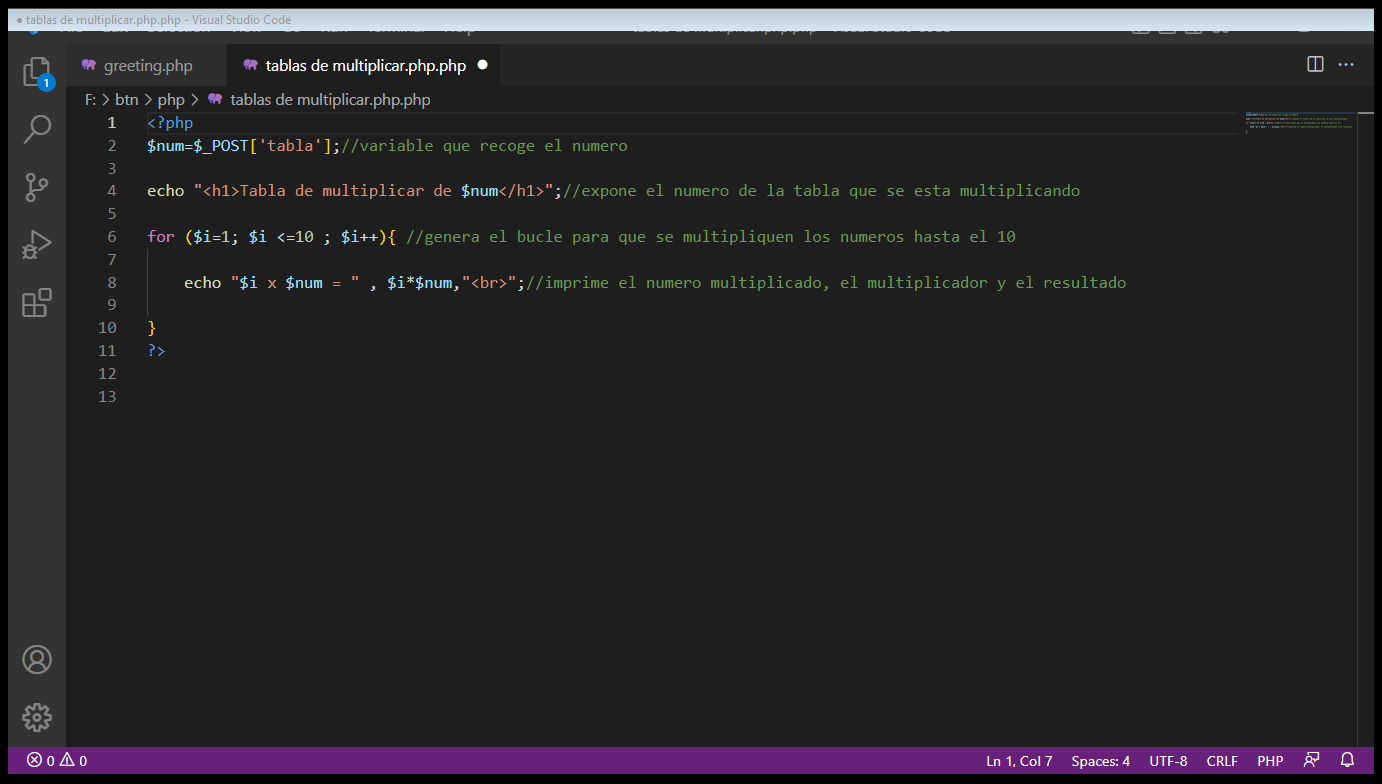 ● tablas de multiplicar.php.php - Visual Studio Code
1
greeting.php
tablas de multiplicar.php.php ●
F: > btn > php > tablas de multiplicar.php.php
1 <?php
2 $num=$_POST['tabla'];//variable que recoge el numero
3
4 echo "<h1>Tabla de multiplicar de $num</h1>";//expone el numero de la tabla que se esta multiplicando
5
6 for ($i=1; $i <=10 ; $i++){ //genera el bucle para que se multipliquen los numeros hasta el 10
7
8 echo "$i x $num = " , $i*$num,"<br>";//imprime el numero multiplicado, el multiplicador y el resultado
9
10 }
11 ?>
12
13
0 0
Ln 1, Col 7 Spaces: 4 UTF-8 CRLF PHP